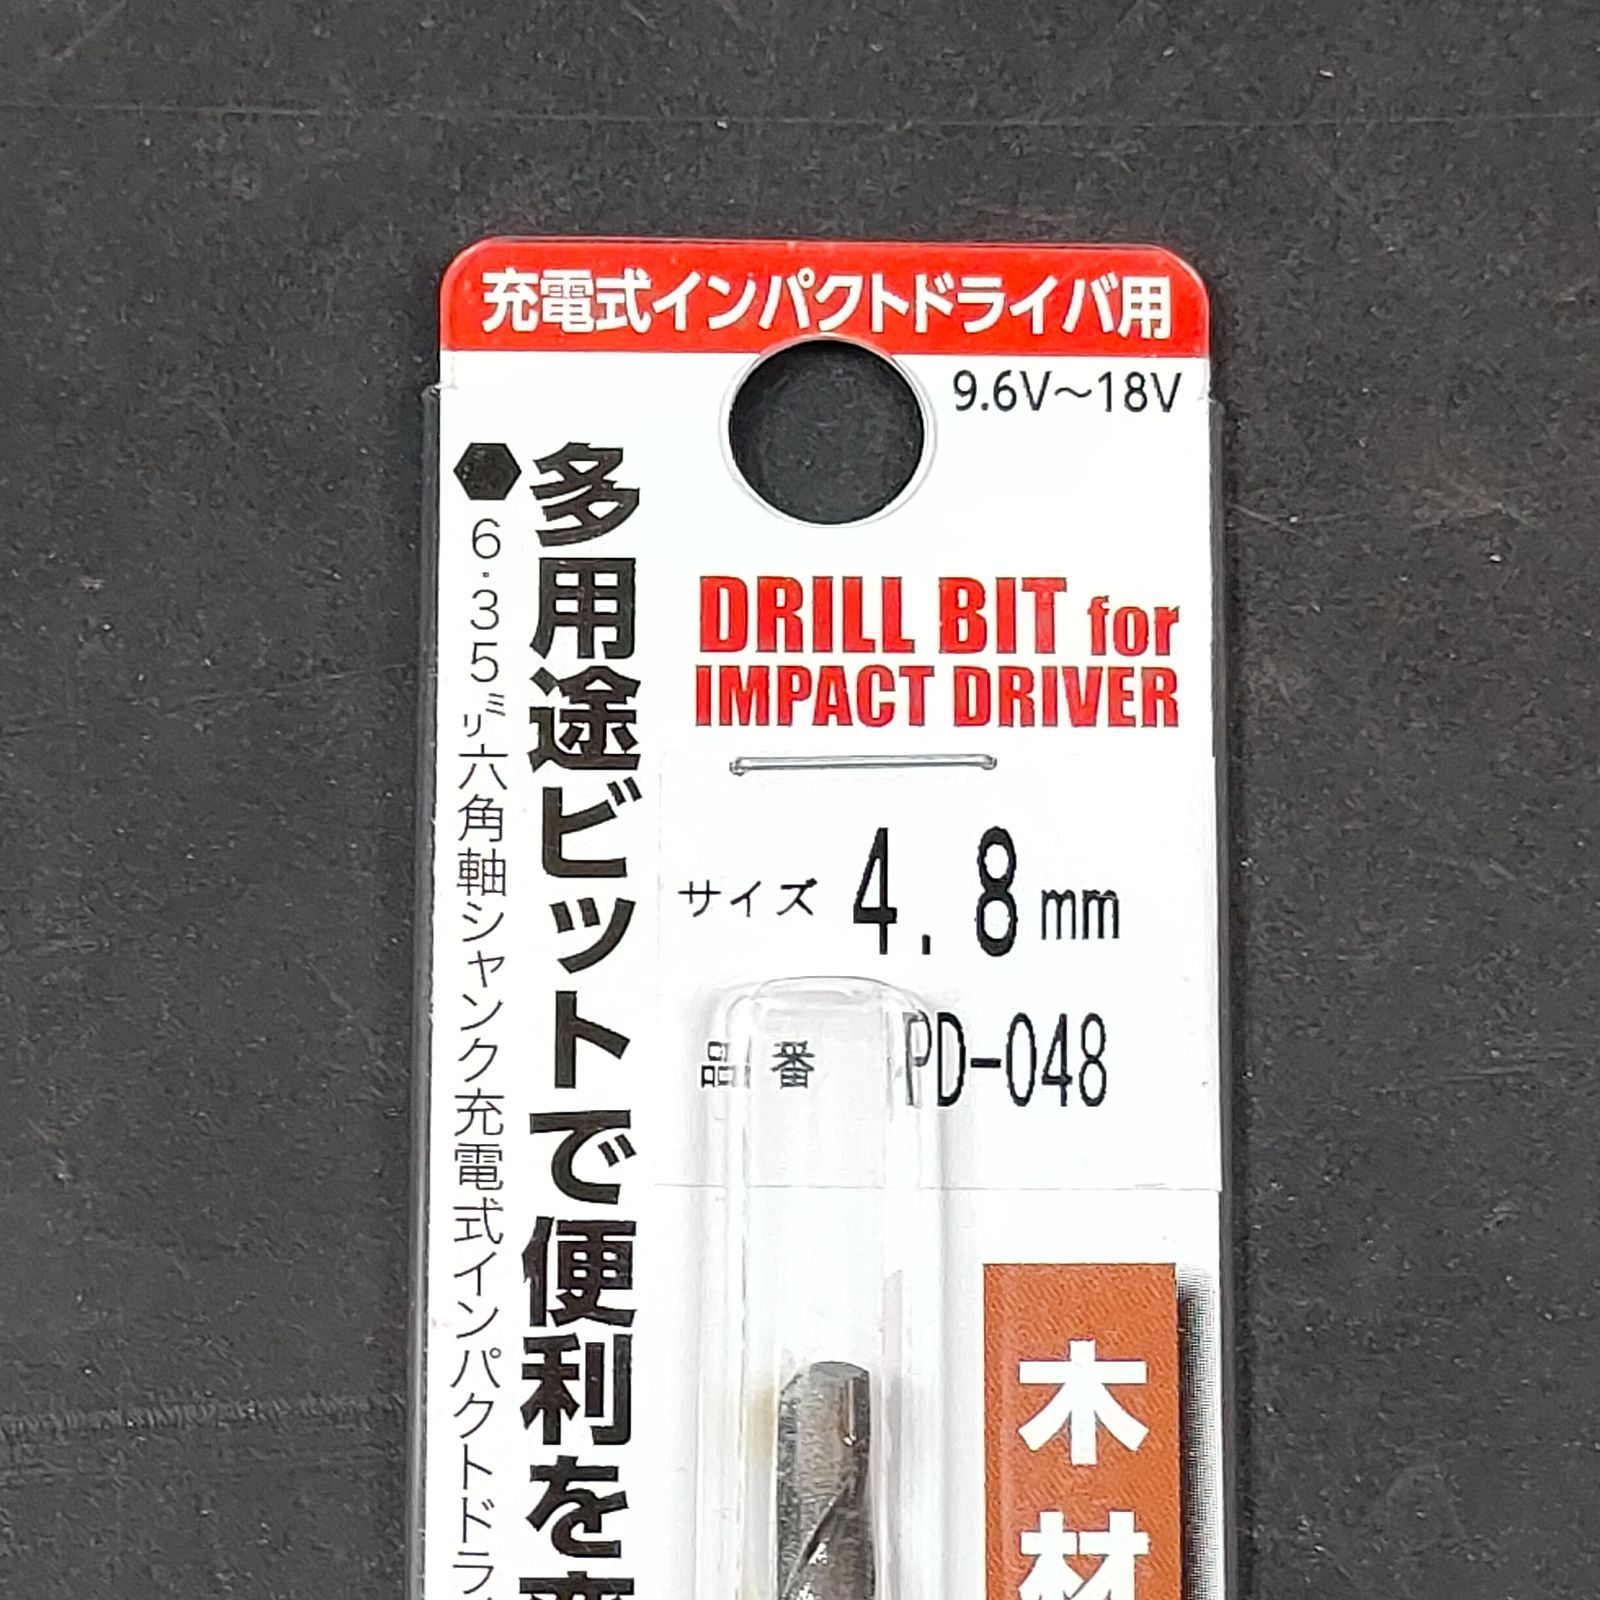 充電式インパクトドライバ用
9.6V～18V
DRILL BIT for
IMPACT DRIVER
サイズ 4.8mm
品番 PD-048
多用途ビットで便利を
6.35ミリ六角軸シャンク充電式インパクトドラ
木材